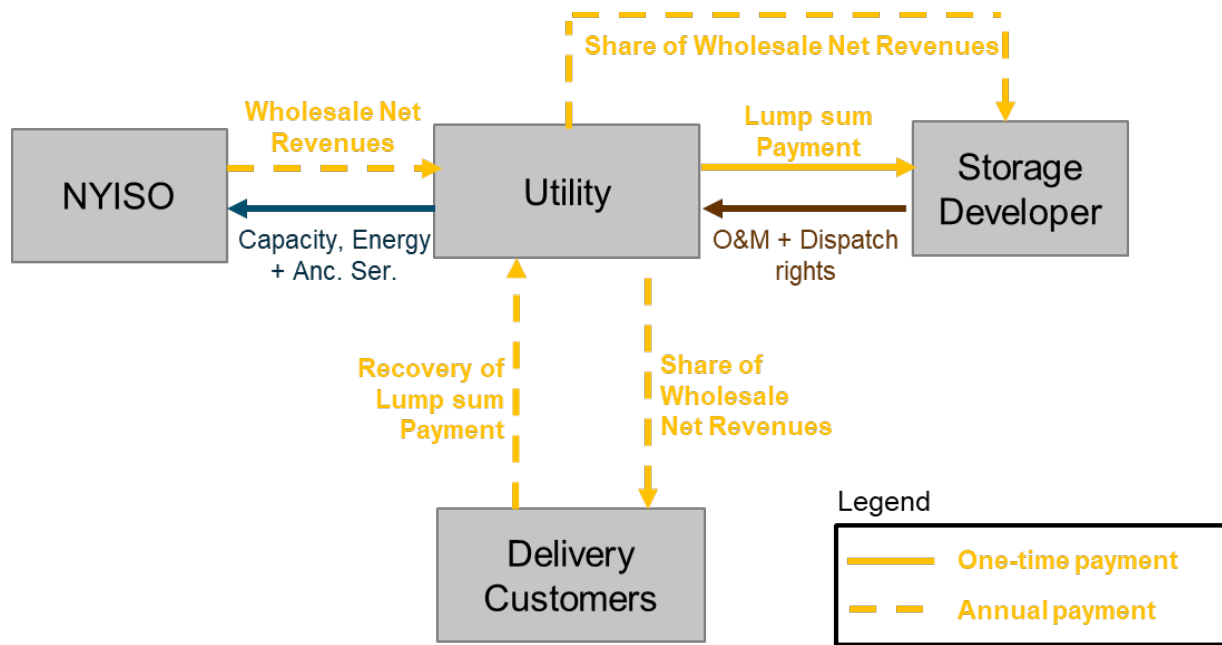 Share of Wholesale Net Revenues
Wholesale Net
Revenues
Lump sum
Payment
NYISO
Utility
Storage
Developer
Capacity, Energy
+ Anc. Ser.
O&M + Dispatch
rights
Recovery of
Lump sum
Payment
Share of
Wholesale
Net Revenues
Delivery
Customers
Legend
One-time payment
Annual payment